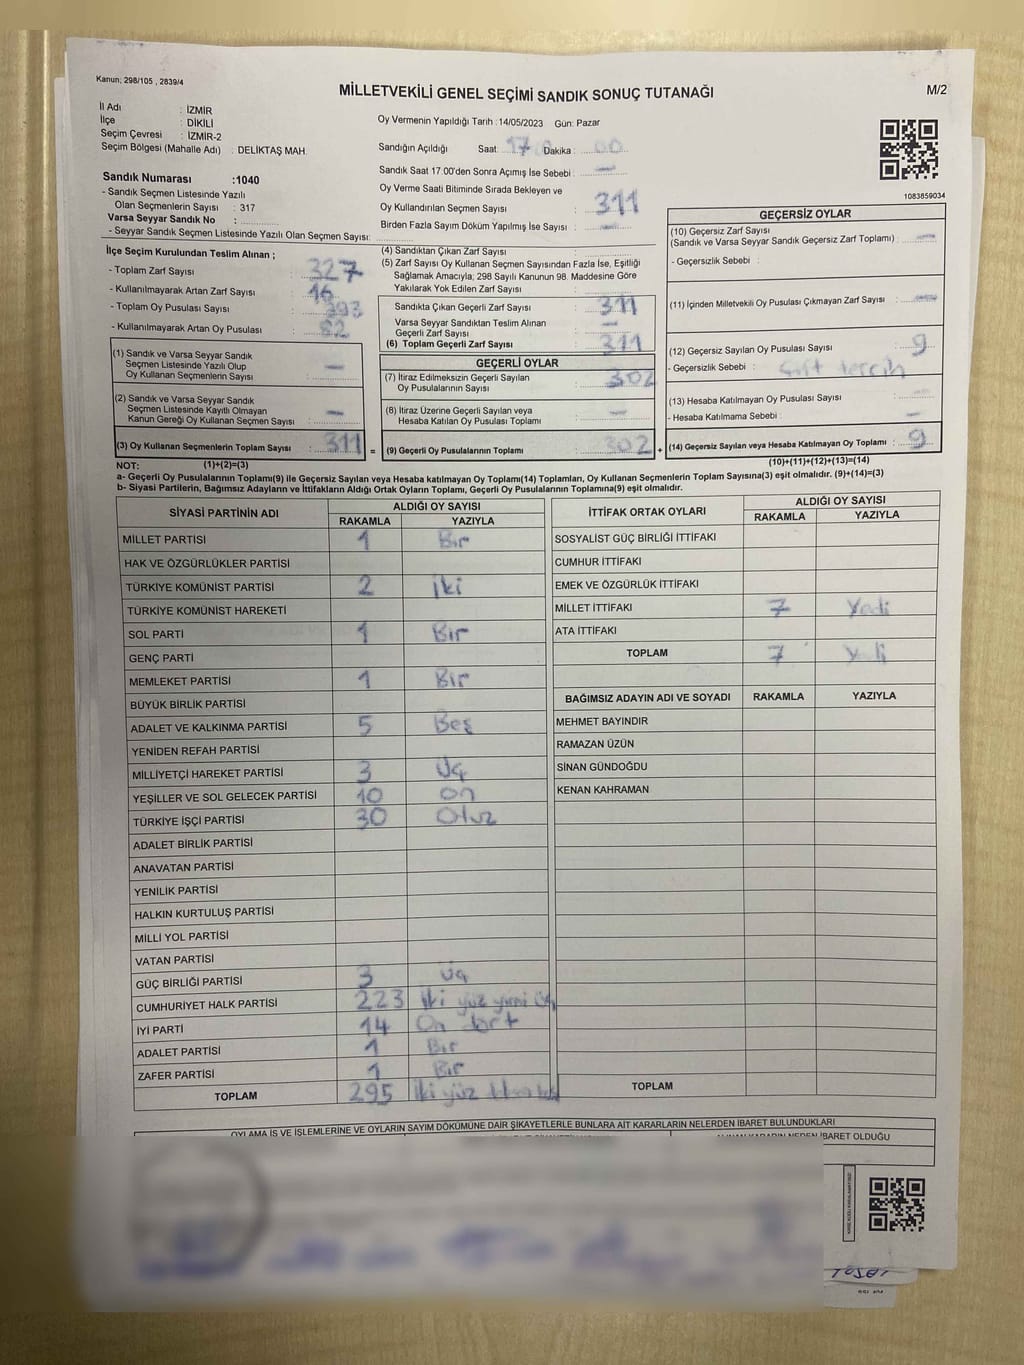 Kanun; 298/105 , 2839/4
MİLLETVEKİLİ GENEL SEÇİMİ SANDIK SONUÇ TUTANAĞI
M/2
İl Adı : İZMİR
İlçe : DİKİLİ
Seçim Çevresi : İZMİR-2
Seçim Bölgesi (Mahalle Adı) : DELİKTAŞ MAH.
Oy Vermenin Yapıldığı Tarih :14/05/2023 Gün: Pazar
Sandığın Açıldığı Saat: 17 Dakika : 00
Sandık Saat 17.00'den Sonra Açımış İse Sebebi : —
Oy Verme Saati Bitiminde Sırada Bekleyen ve
Oy Kullandırılan Seçmen Sayısı : 311
Birden Fazla Sayım Döküm Yapılmış İse Sayısı : —
1083859034
Sandık Numarası :1040
- Sandık Seçmen Listesinde Yazılı
Olan Seçmenlerin Sayısı : 317
Varsa Seyyar Sandık No :
- Seyyar Sandık Seçmen Listesinde Yazılı Olan Seçmen Sayısı:
İlçe Seçim Kurulundan Teslim Alınan ;
- Toplam Zarf Sayısı : 327
- Kullanılmayarak Artan Zarf Sayısı : 16
- Toplam Oy Pusulası Sayısı : 393
- Kullanılmayarak Artan Oy Pusulası : 82
(1) Sandık ve Varsa Seyyar Sandık
Seçmen Listesinde Yazılı Olup
Oy Kullanan Seçmenlerin Sayısı : —
(2) Sandık ve Varsa Seyyar Sandık
Seçmen Listesinde Kayıtlı Olmayan
Kanun Gereği Oy Kullanan Seçmen Sayısı : —
(3) Oy Kullanan Seçmenlerin Toplam Sayısı : 311 =
(4) Sandıktan Çıkan Zarf Sayısı :
(5) Zarf Sayısı Oy Kullanan Seçmen Sayısından Fazla İse, Eşitliği
Sağlamak Amacıyla; 298 Sayılı Kanunun 98. Maddesine Göre
Yakılarak Yok Edilen Zarf Sayısı :
Sandıkta Çıkan Geçerli Zarf Sayısı : 311
Varsa Seyyar Sandıktan Teslim Alınan
Geçerli Zarf Sayısı : —
(6) Toplam Geçerli Zarf Sayısı : 311
GEÇERLİ OYLAR
(7) İtiraz Edilmeksizin Geçerli Sayılan
Oy Pusulalarının Sayısı : 302
(8) İtiraz Üzerine Geçerli Sayılan veya
Hesaba Katılan Oy Pusulası Toplamı : —
(9) Geçerli Oy Pusulalarının Toplamı : 302 +
GEÇERSİZ OYLAR
(10) Geçersiz Zarf Sayısı
(Sandık ve Varsa Seyyar Sandık Geçersiz Zarf Toplamı) : —
- Geçersizlik Sebebi :
(11) İçinden Milletvekili Oy Pusulası Çıkmayan Zarf Sayısı : —
(12) Geçersiz Sayılan Oy Pusulası Sayısı : 9
- Geçersizlik Sebebi : Çift tercih
(13) Hesaba Katılmayan Oy Pusulası Sayısı : —
- Hesaba Katılmama Sebebi : —
(14) Geçersiz Sayılan veya Hesaba Katılmayan Oy Toplamı : 9
NOT: (1)+(2)=(3) (10)+(11)+(12)+(13)=(14)
a- Geçerli Oy Pusulalarının Toplamı(9) ile Geçersiz Sayılan veya Hesaba katılmayan Oy Toplamı(14) Toplamları, Oy Kullanan Seçmenlerin Toplam Sayısına(3) eşit olmalıdır. (9)+(14)=(3)
b- Siyasi Partilerin, Bağımsız Adayların ve İttifakların Aldığı Ortak Oyların Toplamı, Geçerli Oy Pusulalarının Toplamına(9) eşit olmalıdır.
SİYASİ PARTİNİN ADI ALDIĞI OY SAYISI
RAKAMLA YAZIYLA
MİLLET PARTİSİ 1 Bir
HAK VE ÖZGÜRLÜKLER PARTİSİ
TÜRKİYE KOMÜNİST PARTİSİ 2 İki
TÜRKİYE KOMÜNİST HAREKETİ
SOL PARTİ 1 Bir
GENÇ PARTİ
MEMLEKET PARTİSİ 1 Bir
BÜYÜK BİRLİK PARTİSİ
ADALET VE KALKINMA PARTİSİ 5 Beş
YENİDEN REFAH PARTİSİ
MİLLİYETÇİ HAREKET PARTİSİ 3 Üç
YEŞİLLER VE SOL GELECEK PARTİSİ 10 on
TÜRKİYE İŞÇİ PARTİSİ 30 Otuz
ADALET BİRLİK PARTİSİ
ANAVATAN PARTİSİ
YENİLİK PARTİSİ
HALKIN KURTULUŞ PARTİSİ
MİLLİ YOL PARTİSİ
VATAN PARTİSİ
GÜÇ BİRLİĞİ PARTİSİ 3 Üç
CUMHURİYET HALK PARTİSİ 223 İki yüz yirmi üç
İYİ PARTİ 14 On dört
ADALET PARTİSİ 1 Bir
ZAFER PARTİSİ 1 Bir
TOPLAM 295 İki yüz
İTTİFAK ORTAK OYLARI ALDIĞI OY SAYISI
RAKAMLA YAZIYLA
SOSYALİST GÜÇ BİRLİĞİ İTTİFAKI
CUMHUR İTTİFAKI
EMEK VE ÖZGÜRLÜK İTTİFAKI
MİLLET İTTİFAKI 7 Yedi
ATA İTTİFAKI
TOPLAM 7 Yedi
BAĞIMSIZ ADAYIN ADI VE SOYADI RAKAMLA YAZIYLA
MEHMET BAYINDIR
RAMAZAN ÜZÜN
SİNAN GÜNDOĞDU
KENAN KAHRAMAN
TOPLAM
OYLAMA İŞ VE İŞLEMLERİNE VE OYLARIN SAYIM DÖKÜMÜNE DAİR ŞİKAYETLERLE BUNLARA AİT KARARLARIN NELERDEN İBARET BULUNDUKLARI
İBARET OLDUĞU